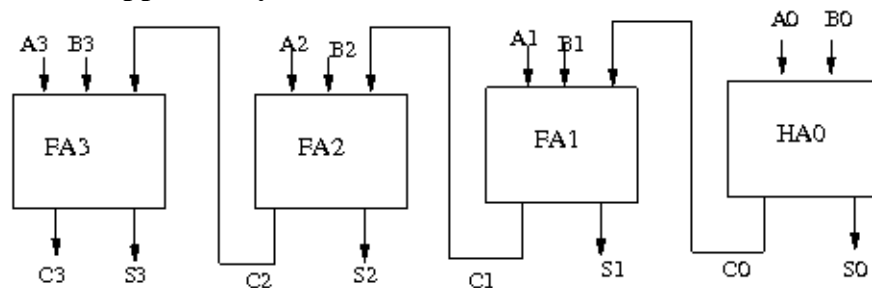 A3 B3 A2 B2 A1 B1 A0 B0
FA3 FA2 FA1 HA0
C3 S3 C2 S2 C1 S1 C0 S0